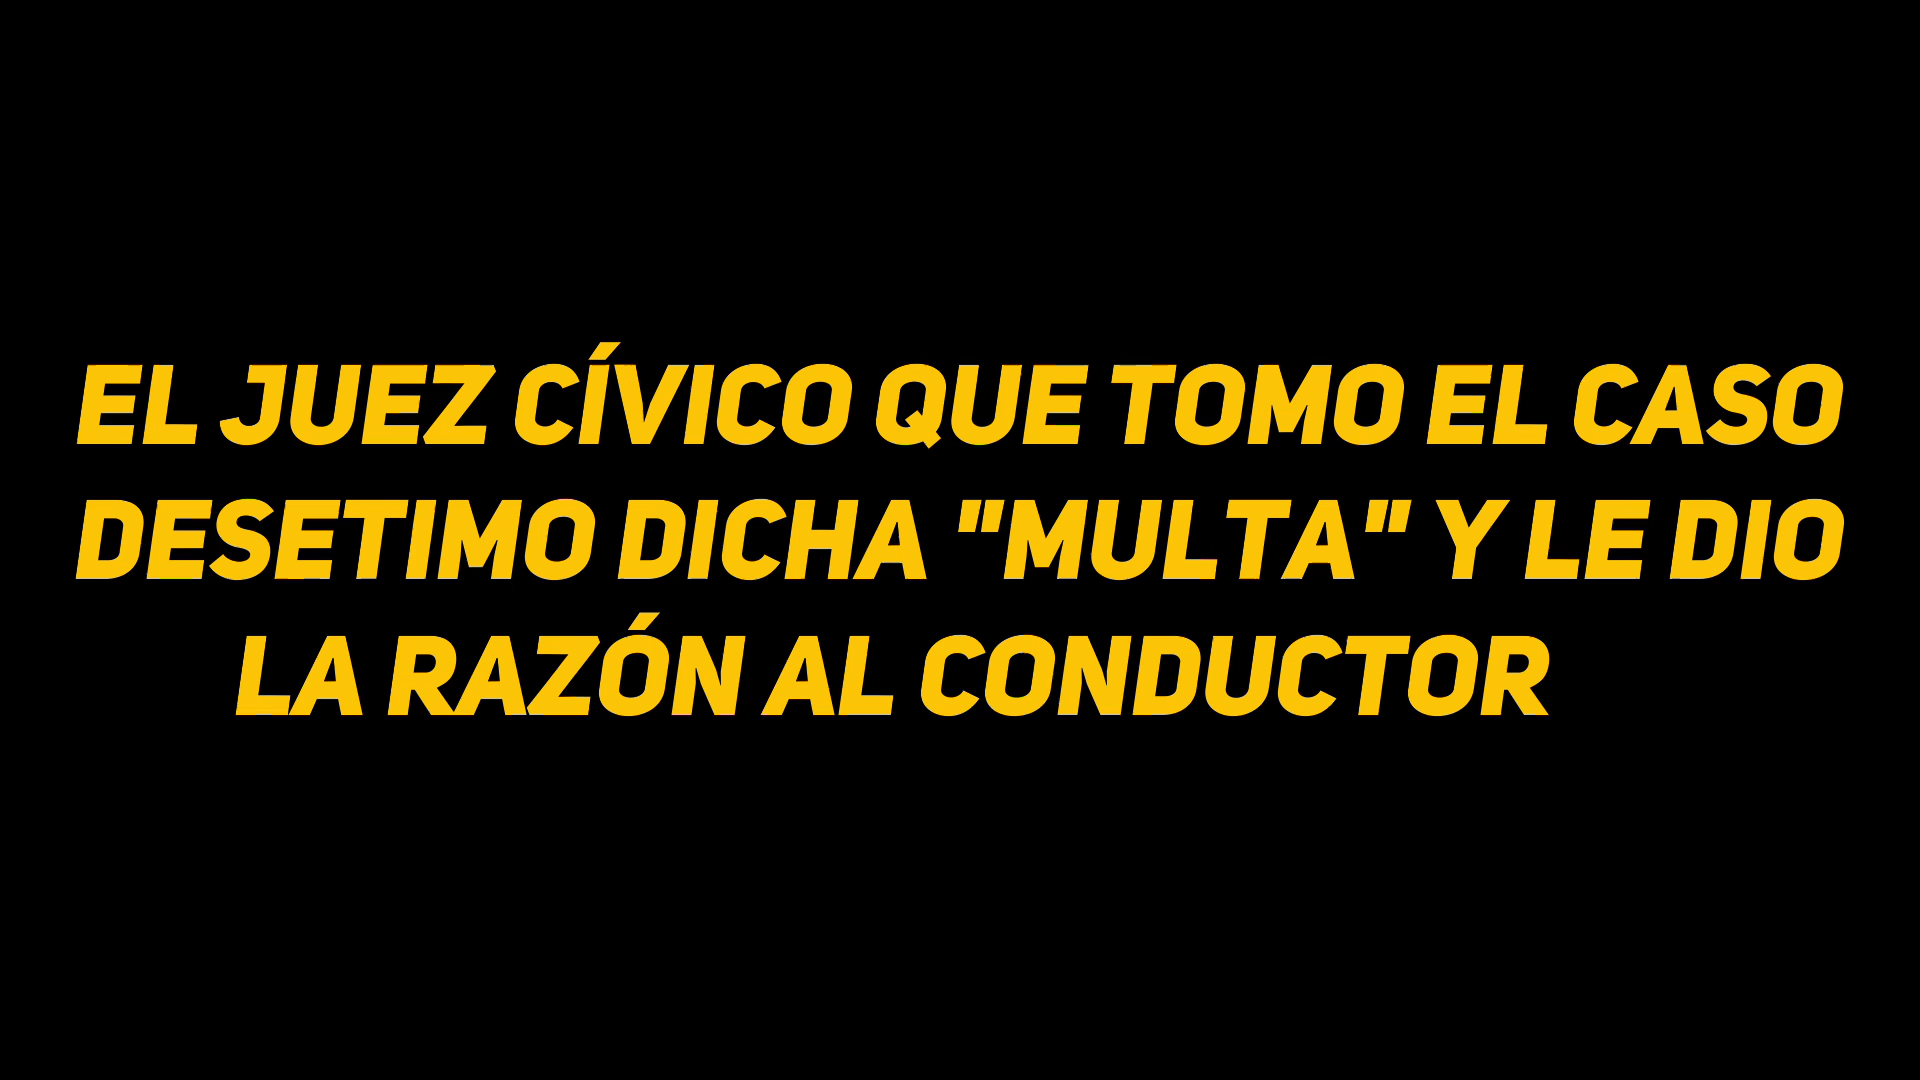 EL JUEZ CÍVICO QUE TOMO EL CASO
DESETIMO DICHA "MULTA" Y LE DIO
LA RAZÓN AL CONDUCTOR